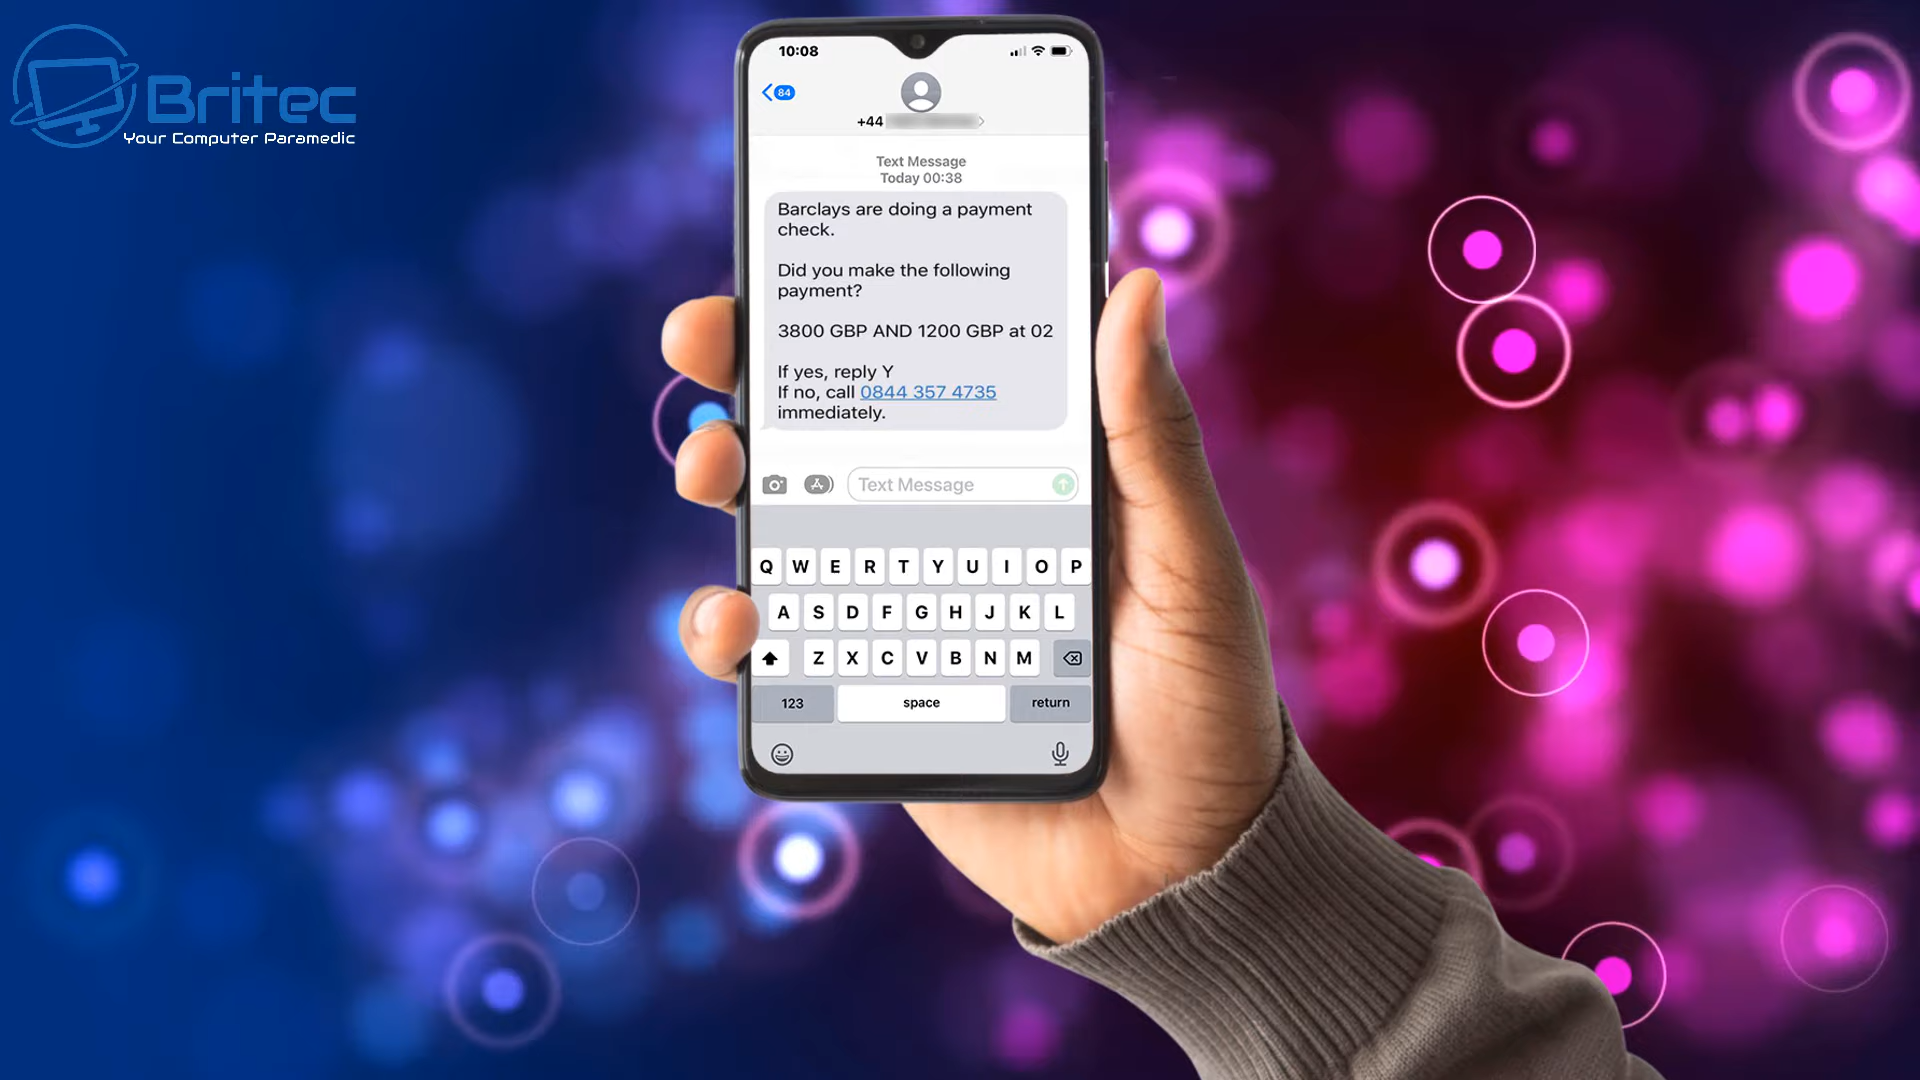 Britec
Your Computer Paramedic
10:08
84
+44
Text Message
Today 00:38
Barclays are doing a payment
check.
Did you make the following
payment?
3800 GBP AND 1200 GBP at 02
If yes, reply Y
If no, call 0844 357 4735
immediately.
Text Message
Q W E R T Y U I O P
A S D F G H J K L
Z X C V B N M
123 space return